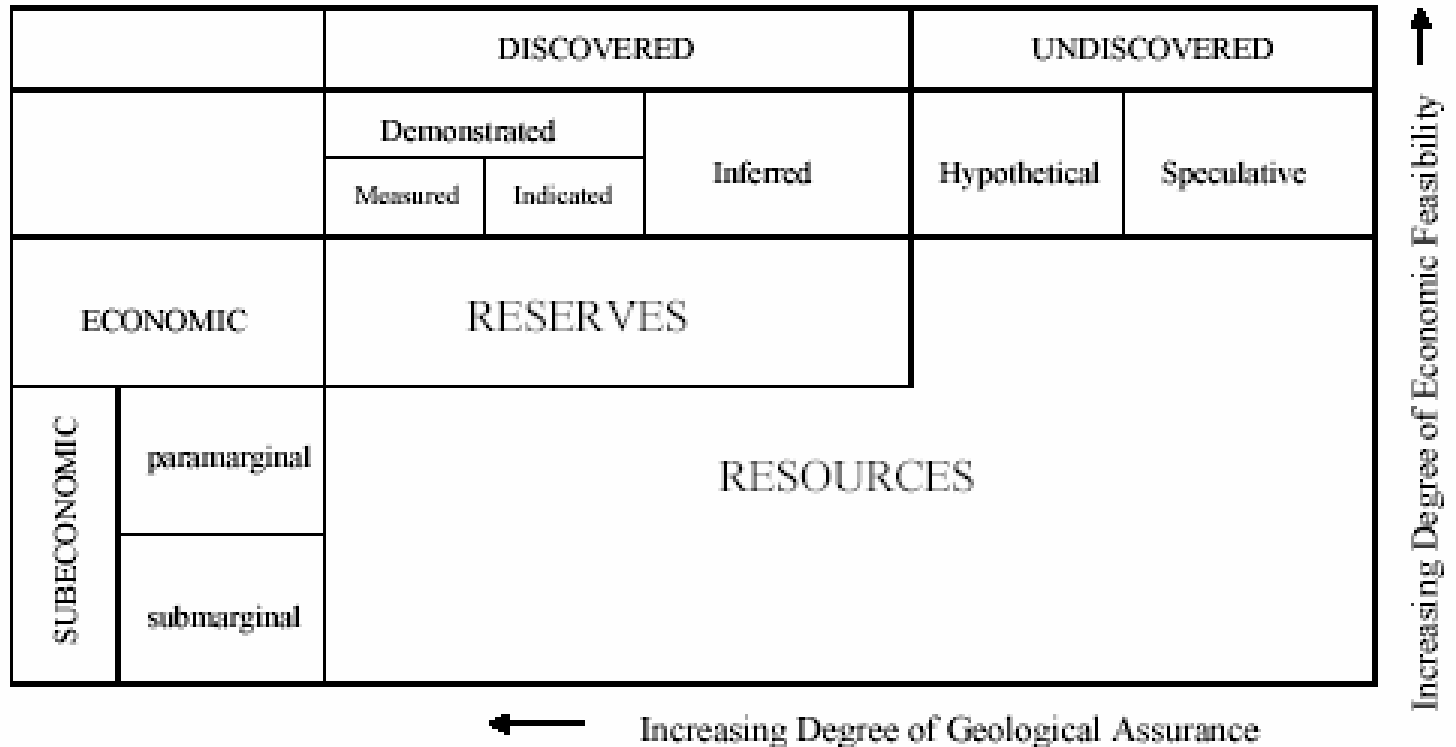 DISCOVERED
UNDISCOVERED
Demonstrated
Inferred
Hypothetical
Speculative
Measured
Indicated
ECONOMIC
RESERVES
SUBECONOMIC
paramarginal
RESOURCES
submarginal
Increasing Degree of Geological Assurance
Increasing Degree of Economic Feasibility